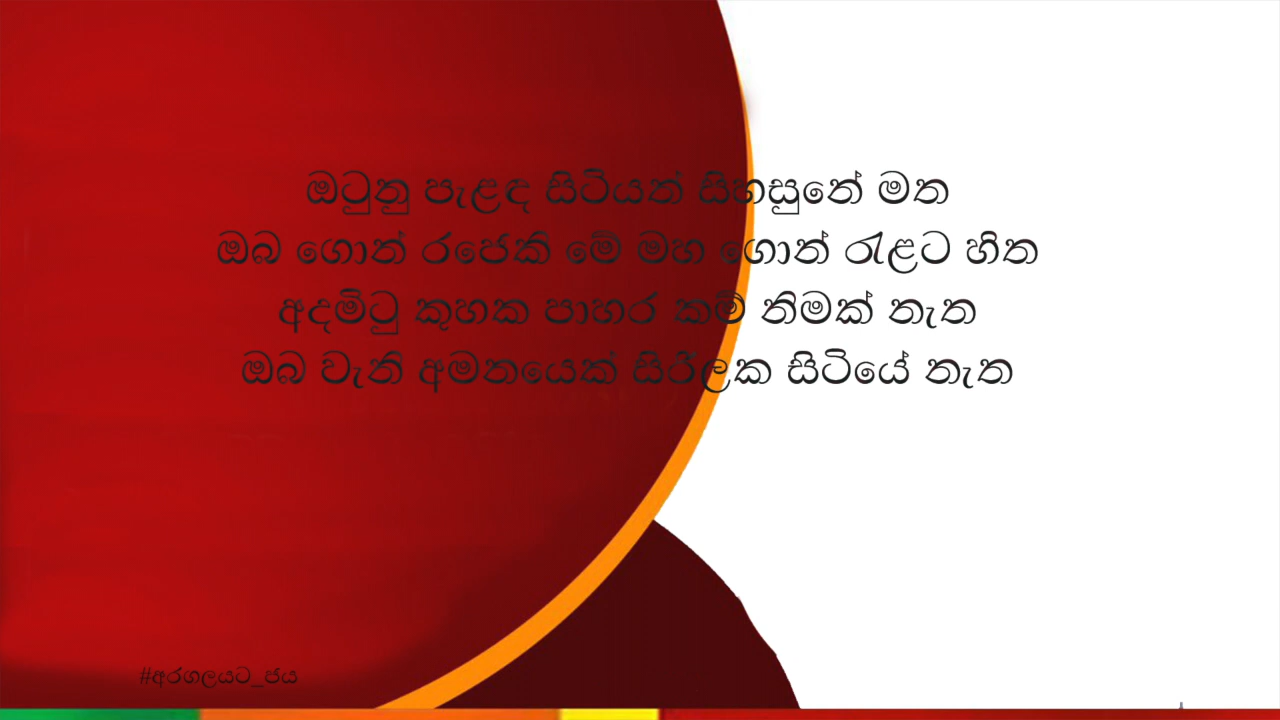 ඔටුනු පැළඳ සිටියත් සිහසුනේ මත
ඔබ ගොන් රජෙකි මේ මහ ගොන් රැළට හිත
අදමිටු කුහක පාහර කම් නිමක් නැත
ඔබ වැනි අමනයෙක් සිරිලක සිටියේ නැත
#අරගලයට_ජය